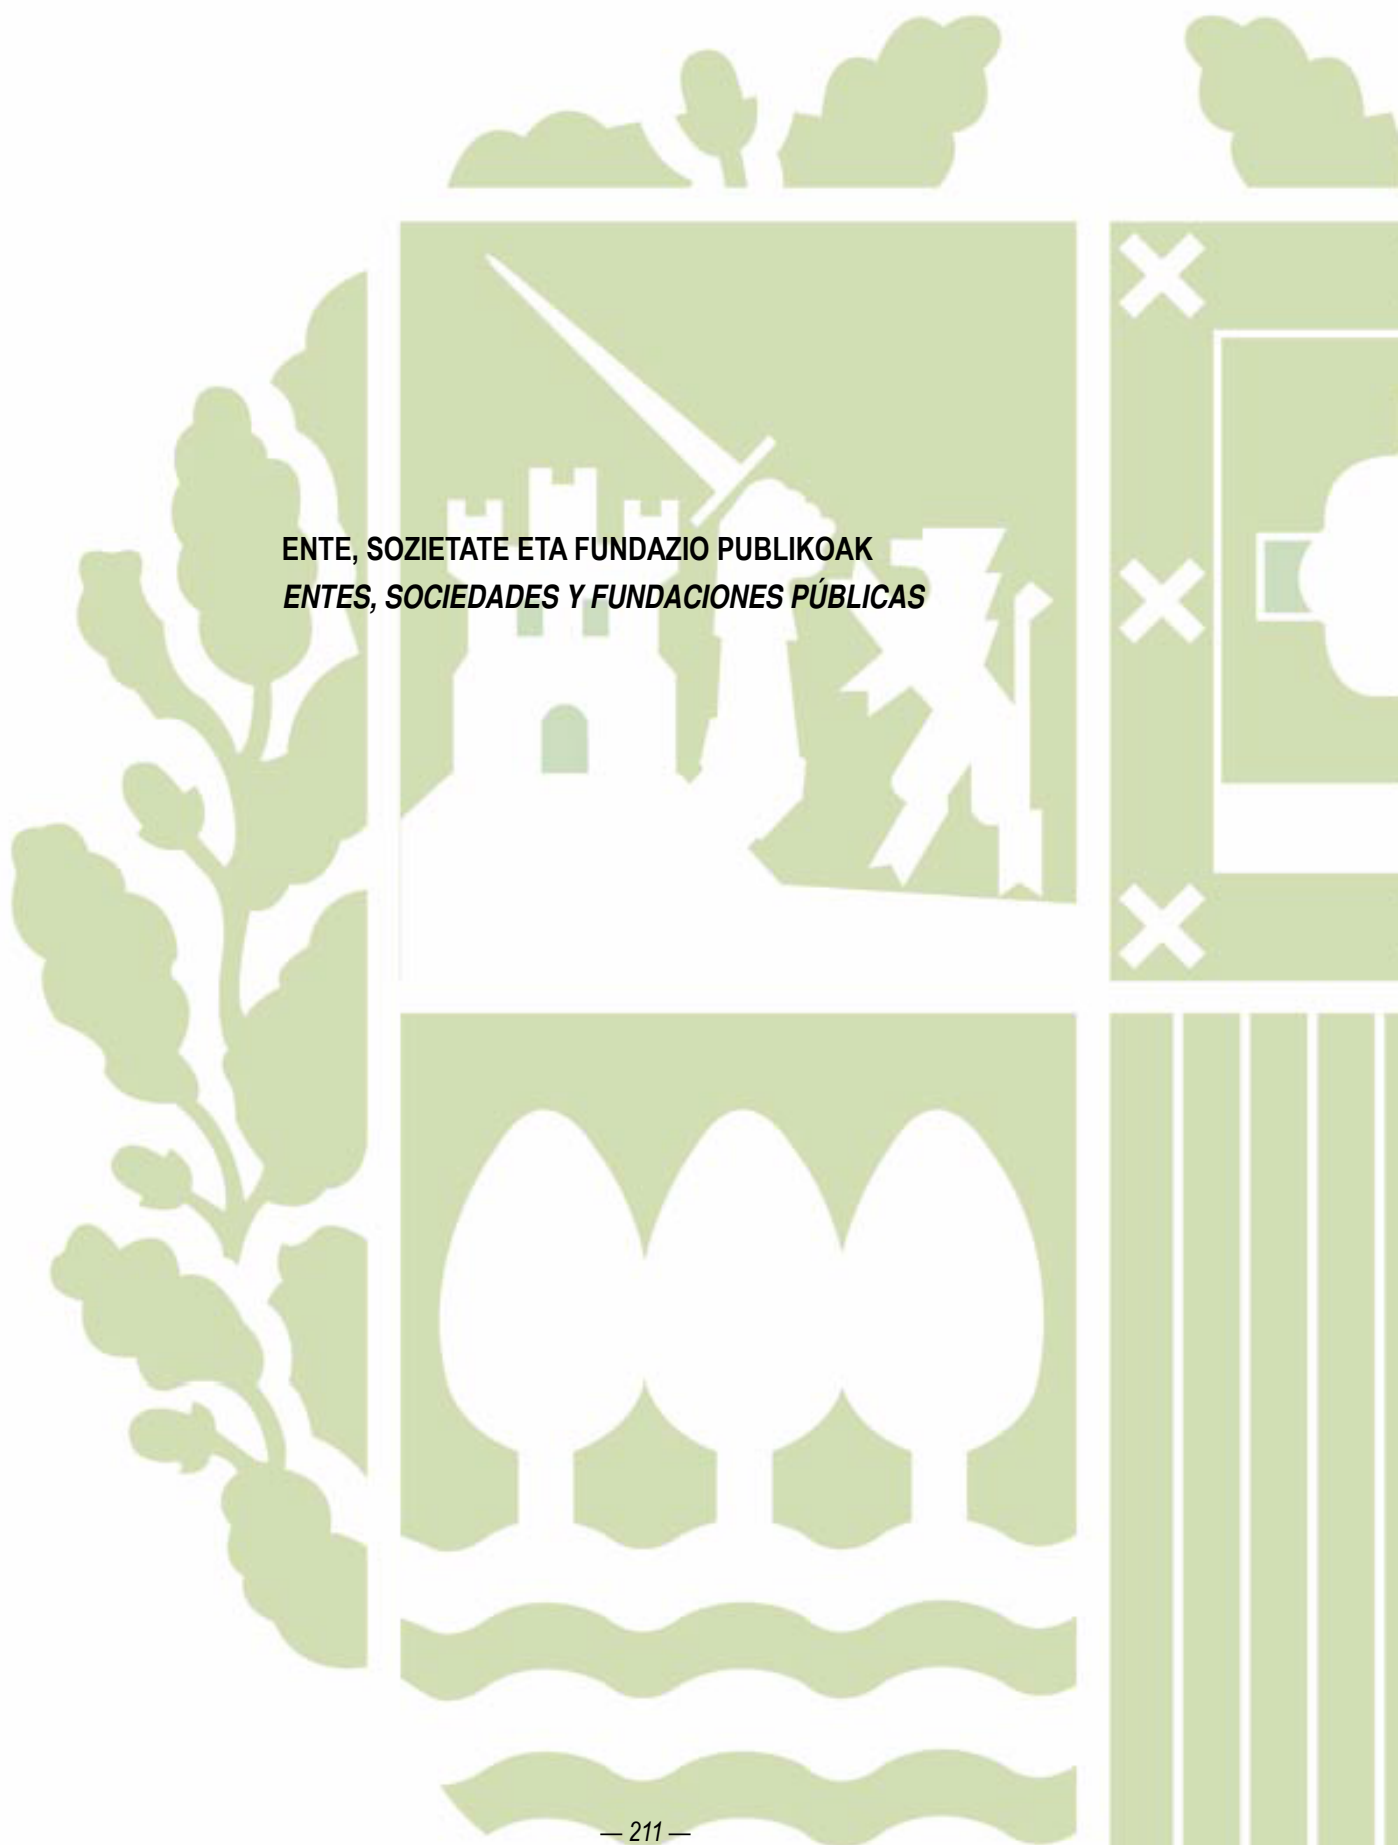 ENTE, SOZIETATE ETA FUNDAZIO PUBLIKOAK
ENTES, SOCIEDADES Y FUNDACIONES PÚBLICAS
— 211 —